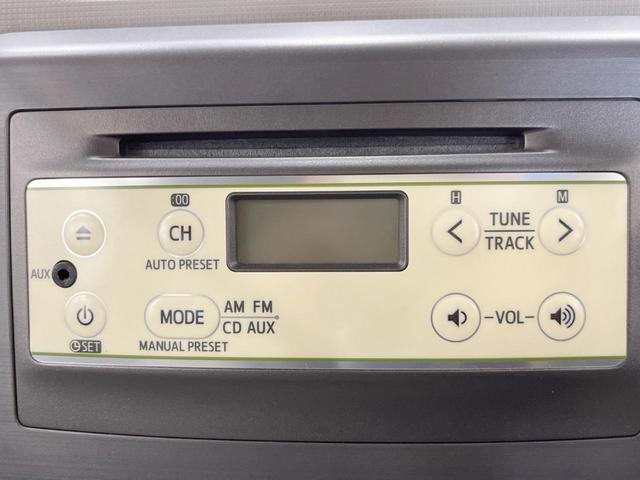 :00
CH
AUTO PRESET
AUX
SET
MODE
AM FM
CD AUX
MANUAL PRESET
H
M
TUNE
TRACK
-VOL-